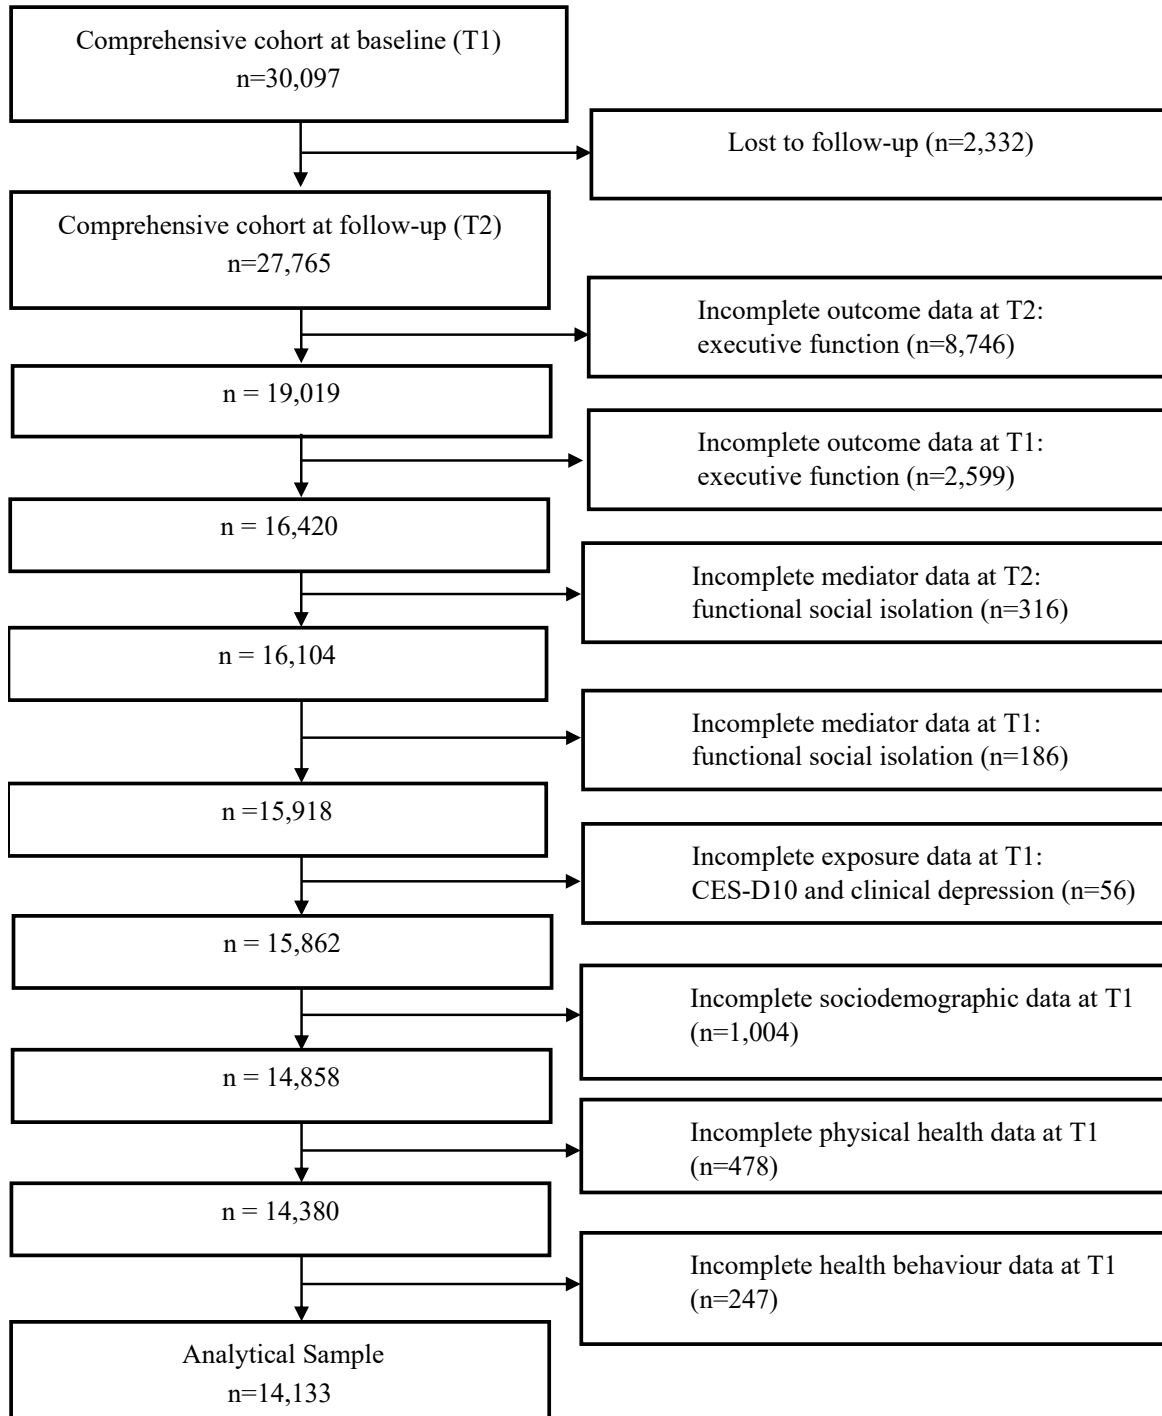 Comprehensive cohort at baseline (T1)
n=30,097
Lost to follow-up (n=2,332)
Comprehensive cohort at follow-up (T2)
n=27,765
Incomplete outcome data at T2:
executive function (n=8,746)
n = 19,019
Incomplete outcome data at T1:
executive function (n=2,599)
n = 16,420
Incomplete mediator data at T2:
functional social isolation (n=316)
n = 16,104
Incomplete mediator data at T1:
functional social isolation (n=186)
n =15,918
Incomplete exposure data at T1:
CES-D10 and clinical depression (n=56)
n = 15,862
Incomplete sociodemographic data at T1
(n=1,004)
n = 14,858
Incomplete physical health data at T1
(n=478)
n = 14,380
Incomplete health behaviour data at T1
(n=247)
Analytical Sample
n=14,133